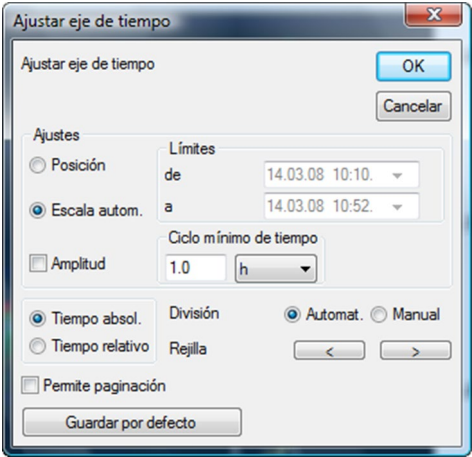 Ajustar eje de tiempo
Ajustar eje de tiempo
OK
Cancelar
Ajustes
Posición
Límites
de 14.03.08 10:10.
Escala autom.
a 14.03.08 10:52.
Ciclo mínimo de tiempo
Amplitud
1.0 h
Tiempo absol.
División Automat. Manual
Tiempo relativo
Rejilla < >
Permite paginación
Guardar por defecto